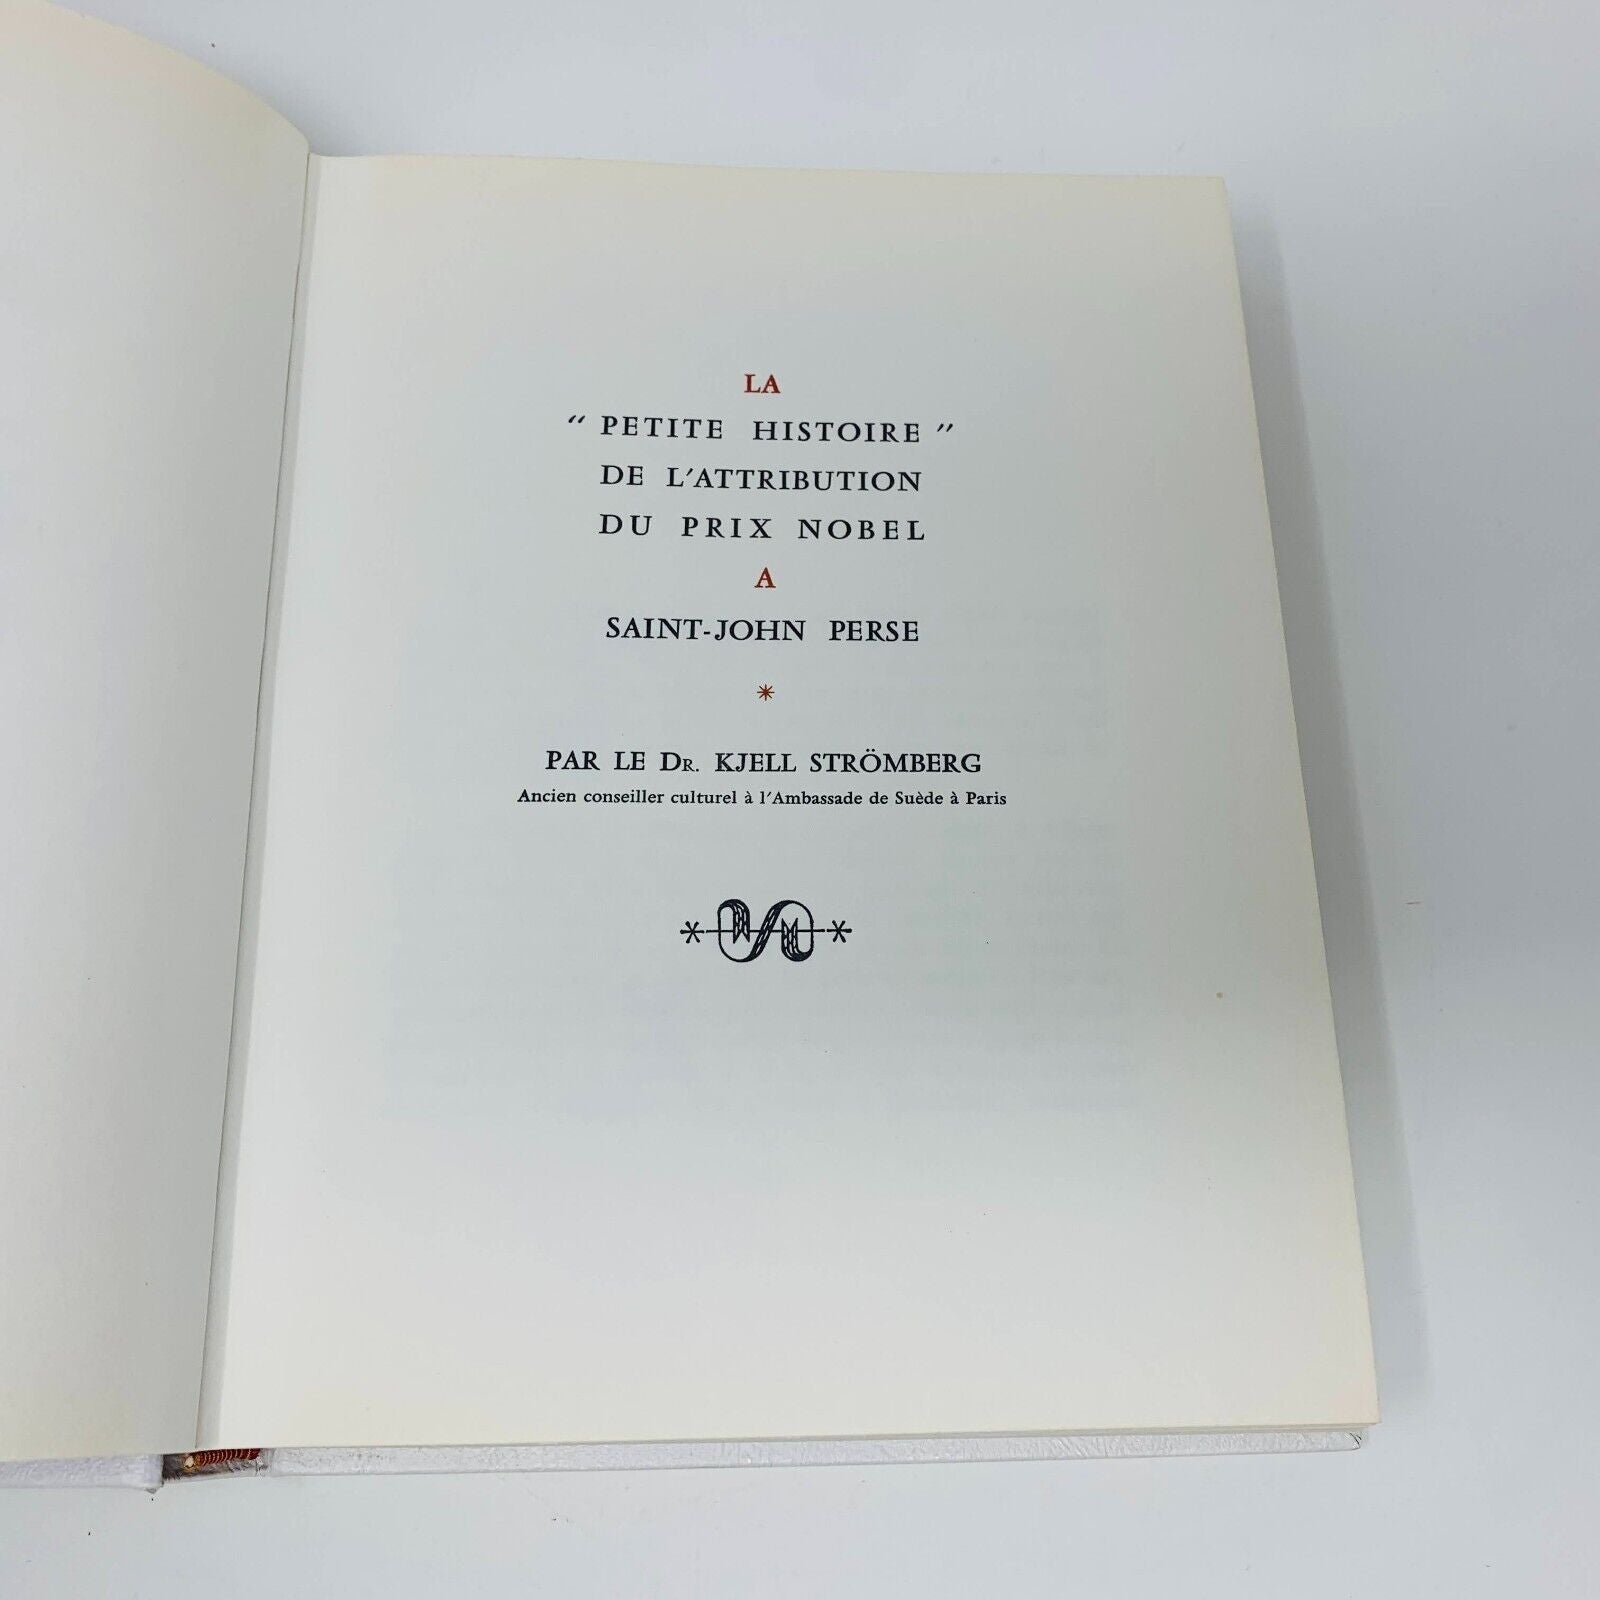 LA
“ PETITE HISTOIRE ”
DE L’ATTRIBUTION
DU PRIX NOBEL
A
SAINT-JOHN PERSE
*
PAR LE DR. KJELL STRÖMBERG
Ancien conseiller culturel à l’Ambassade de Suède à Paris